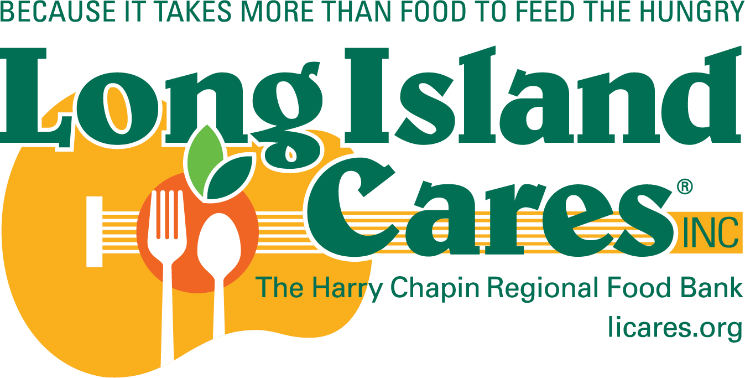 BECAUSE IT TAKES MORE THAN FOOD TO FEED THE HUNGRY
Long Island
Cares® INC
The Harry Chapin Regional Food Bank
licares.org